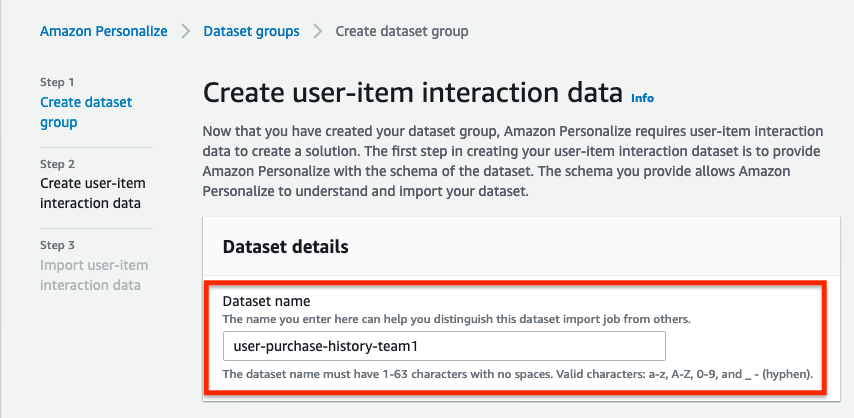 Amazon Personalize > Dataset groups > Create dataset group
Step 1
Create dataset
group
Step 2
Create user-item
interaction data
Step 3
Import user-item
interaction data
Create user-item interaction data Info
Now that you have created your dataset group, Amazon Personalize requires user-item interaction
data to create a solution. The first step in creating your user-item interaction dataset is to provide
Amazon Personalize with the schema of the dataset. The schema you provide allows Amazon
Personalize to understand and import your dataset.
Dataset details
Dataset name
The name you enter here can help you distinguish this dataset import job from others.
user-purchase-history-team1
The dataset name must have 1-63 characters with no spaces. Valid characters: a-z, A-Z, 0-9, and _ - (hyphen).